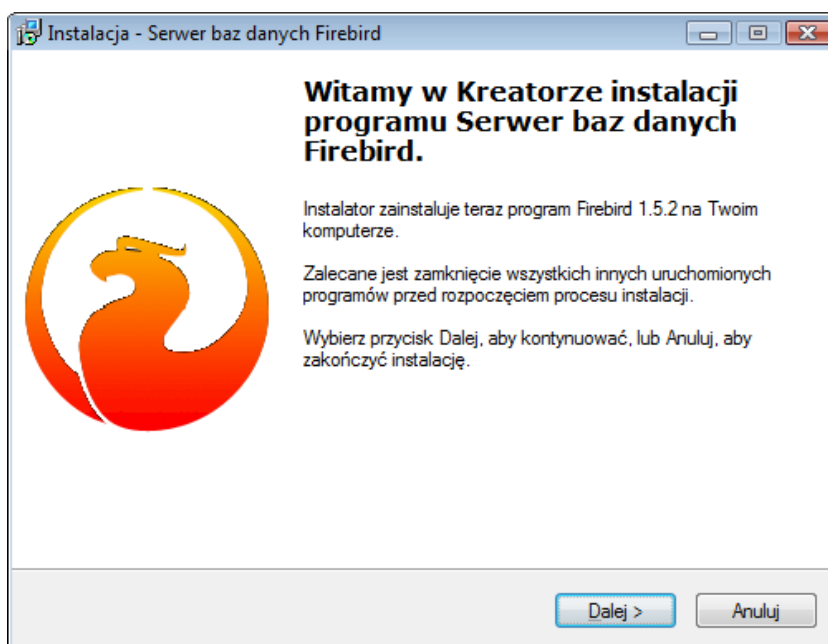 Instalacja - Serwer baz danych Firebird
Witamy w Kreatorze instalacji
programu Serwer baz danych
Firebird.
Instalator zainstaluje teraz program Firebird 1.5.2 na Twoim
komputerze.
Zalecane jest zamknięcie wszystkich innych uruchomionych
programów przed rozpoczęciem procesu instalacji.
Wybierz przycisk Dalej, aby kontynuować, lub Anuluj, aby
zakończyć instalację.
Dalej >
Anuluj